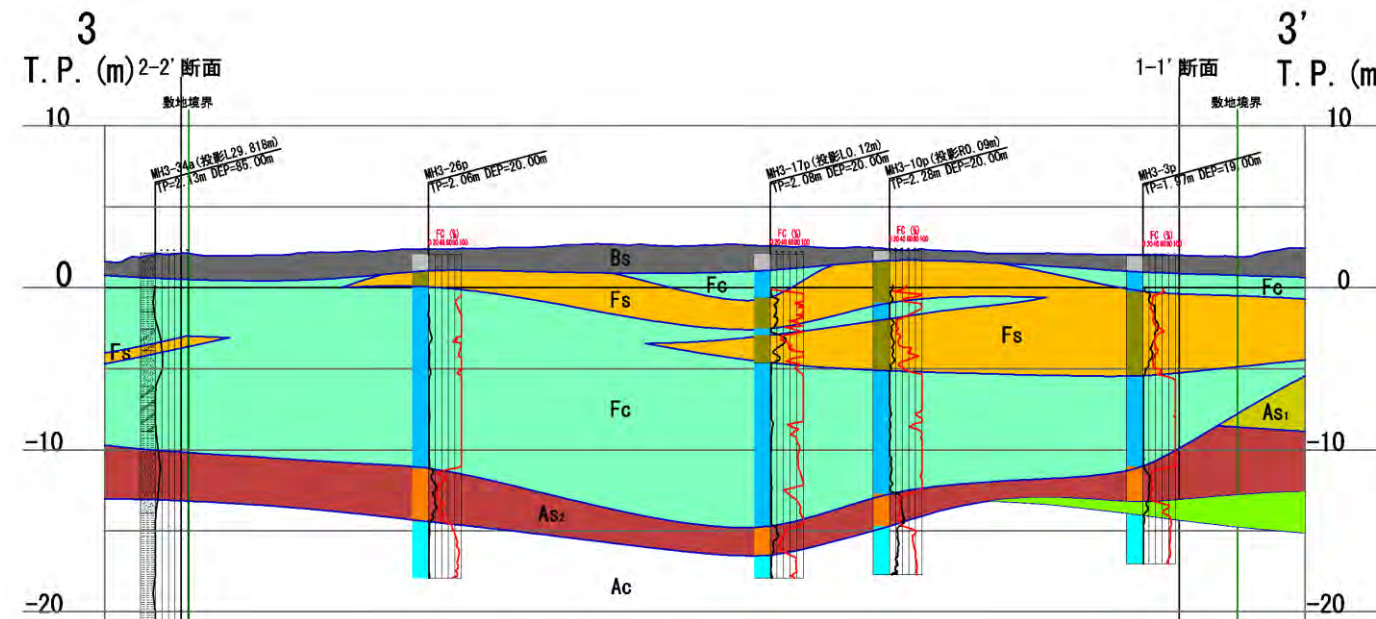 3
3'
T.P.(m)
2-2'断面
1-1'断面
T.P.(m
敷地境界
敷地境界
10
10
MH3-34a(投影L29.818m)
TP=2.13m DEP=85.00m
MH3-26p
TP=2.06m DEP=20.00m
MH3-17p(投影L0.12m)
TP=2.08m DEP=20.00m
MH3-10p(投影R0.09m)
TP=2.28m DEP=20.00m
MH3-3p
TP=1.97m DEP=19.00m
FC (%)
FC (%)
FC (%)
FC (%)
Bs
0
0
Fc
Fc
Fs
Fs
Fs
Fc
As₁
-10
-10
As₂
Ac
-20
-20